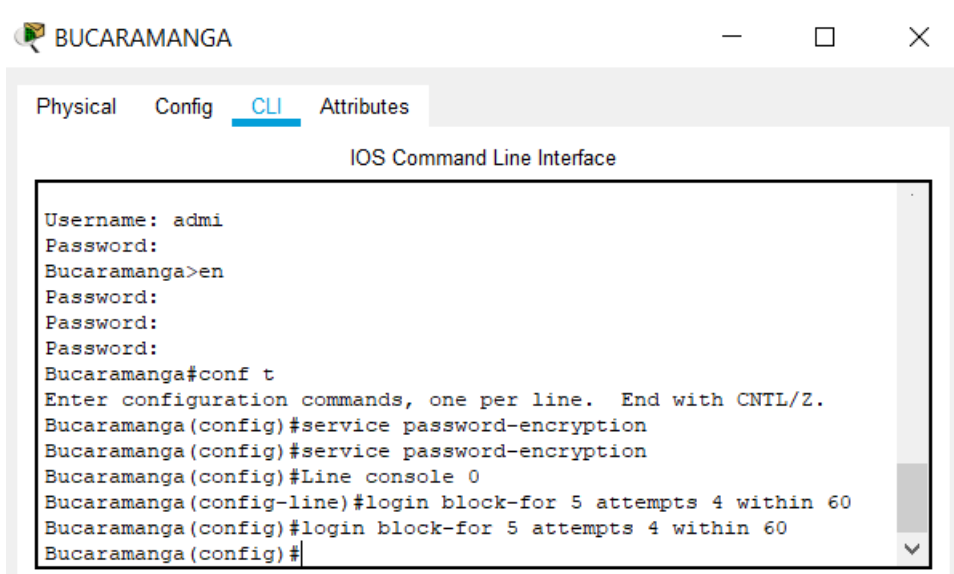 BUCARAMANGA
Physical Config CLI Attributes
IOS Command Line Interface
Username: admi
Password:
Bucaramanga>en
Password:
Password:
Password:
Bucaramanga#conf t
Enter configuration commands, one per line.  End with CNTL/Z.
Bucaramanga(config)#service password-encryption
Bucaramanga(config)#service password-encryption
Bucaramanga(config)#Line console 0
Bucaramanga(config-line)#login block-for 5 attempts 4 within 60
Bucaramanga(config)#login block-for 5 attempts 4 within 60
Bucaramanga(config)#